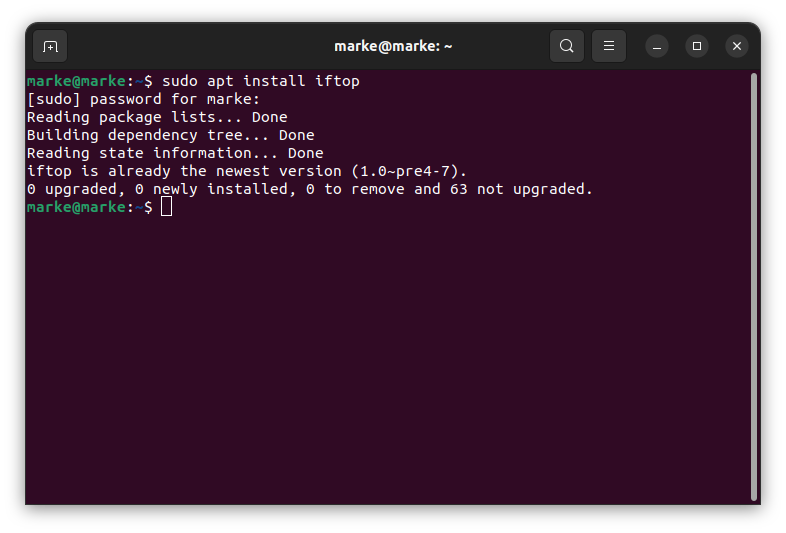 marke@marke: ~
marke@marke:~$ sudo apt install iftop
[sudo] password for marke:
Reading package lists... Done
Building dependency tree... Done
Reading state information... Done
iftop is already the newest version (1.0~pre4-7).
0 upgraded, 0 newly installed, 0 to remove and 63 not upgraded.
marke@marke:~$